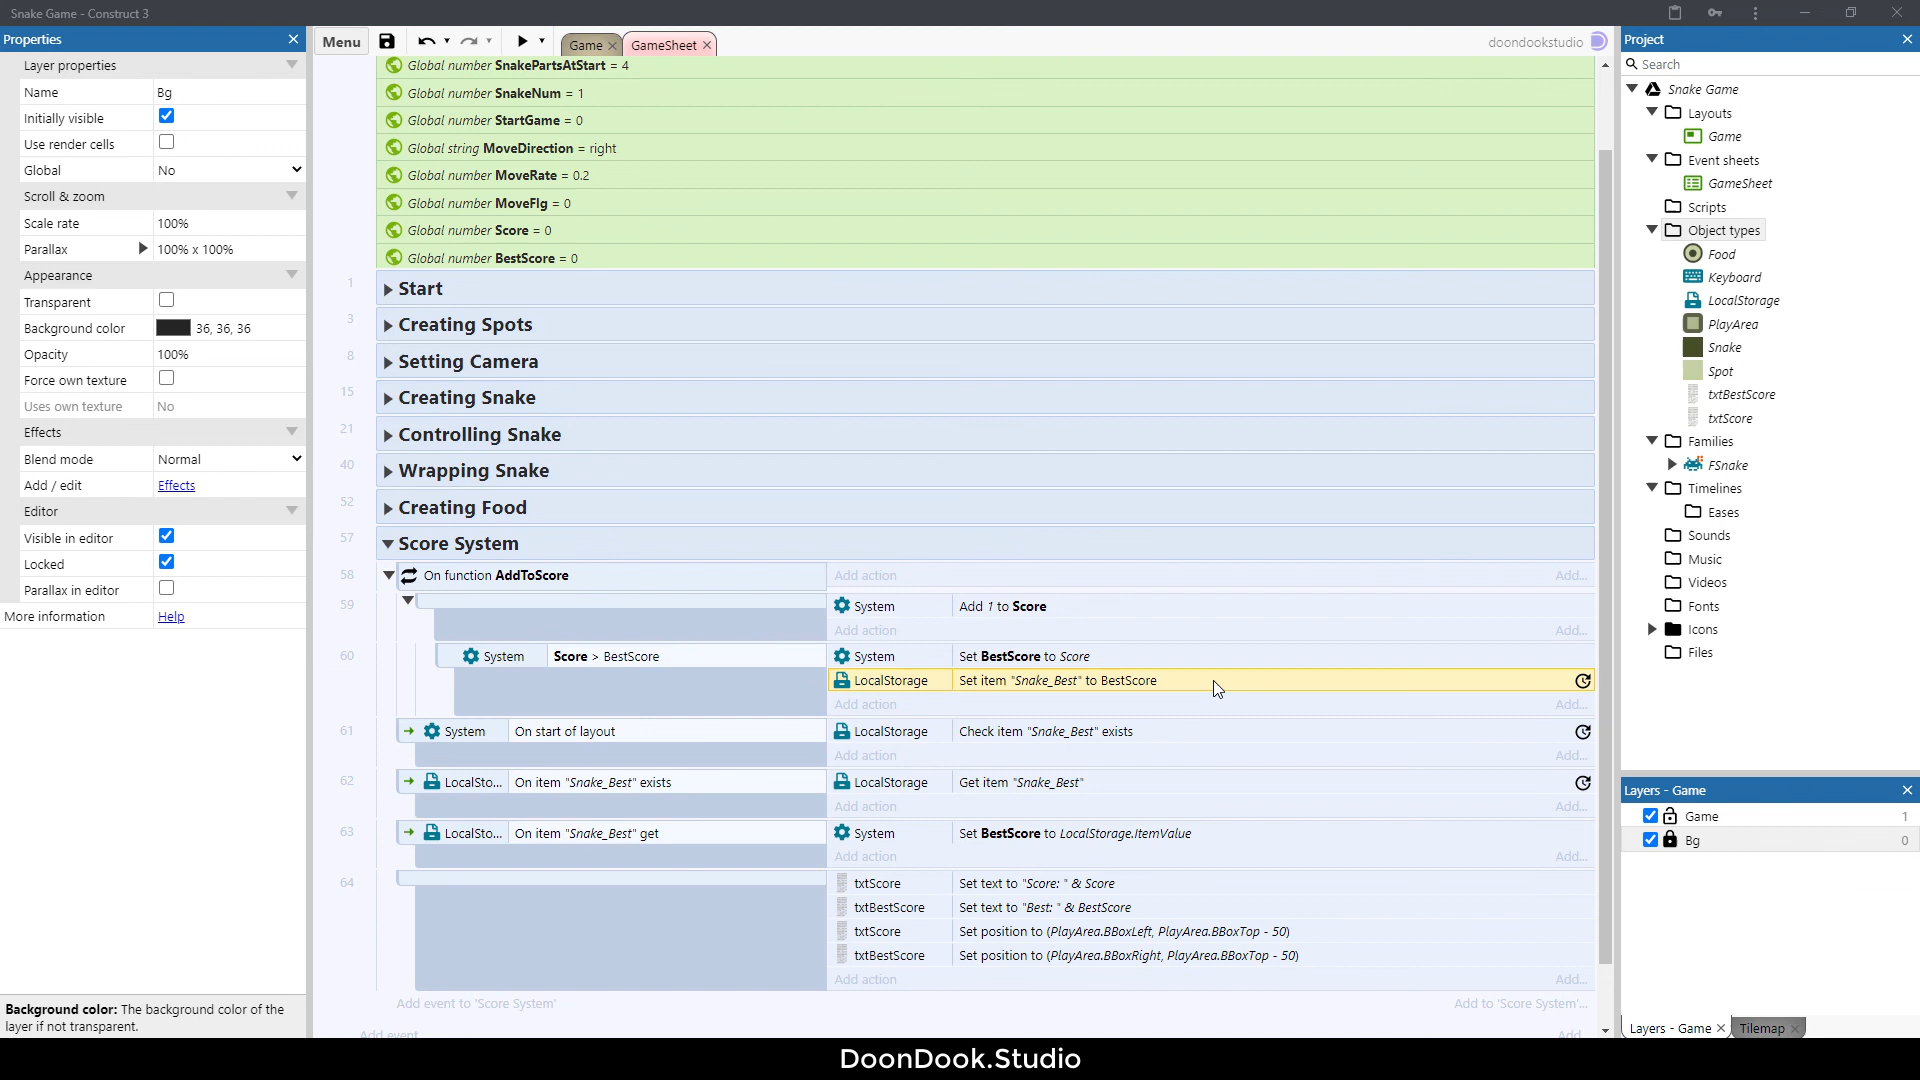 Snake Game - Construct 3
Properties
Layer properties
Name Bg
Initially visible
Use render cells
Global No
Scroll & zoom
Scale rate 100%
Parallax 100% x 100%
Appearance
Transparent
Background color 36, 36, 36
Opacity 100%
Force own texture
Uses own texture No
Effects
Blend mode Normal
Add / edit Effects
Editor
Visible in editor
Locked
Parallax in editor
More information Help
Background color: The background color of the
layer if not transparent.
Menu
Game
GameSheet
doondookstudio
Global number SnakePartsAtStart = 4
Global number SnakeNum = 1
Global number StartGame = 0
Global string MoveDirection = right
Global number MoveRate = 0.2
Global number MoveFlg = 0
Global number Score = 0
Global number BestScore = 0
1 Start
3 Creating Spots
8 Setting Camera
15 Creating Snake
21 Controlling Snake
40 Wrapping Snake
52 Creating Food
57 Score System
58 On function AddToScore Add action Add...
59 System Add 1 to Score
Add action Add...
60 System Score > BestScore System Set BestScore to Score
LocalStorage Set item "Snake_Best" to BestScore
Add action Add...
61 System On start of layout LocalStorage Check item "Snake_Best" exists
Add action Add...
62 LocalSto... On item "Snake_Best" exists LocalStorage Get item "Snake_Best"
Add action Add...
63 LocalSto... On item "Snake_Best" get System Set BestScore to LocalStorage.ItemValue
Add action Add...
64 txtScore Set text to "Score: " & Score
txtBestScore Set text to "Best: " & BestScore
txtScore Set position to (PlayArea.BBoxLeft, PlayArea.BBoxTop - 50)
txtBestScore Set position to (PlayArea.BBoxRight, PlayArea.BBoxTop - 50)
Add action Add...
Add event to 'Score System' Add to 'Score System'...
Add event Add...
Project
Search
Snake Game
Layouts
Game
Event sheets
GameSheet
Scripts
Object types
Food
Keyboard
LocalStorage
PlayArea
Snake
Spot
txtBestScore
txtScore
Families
FSnake
Timelines
Eases
Sounds
Music
Videos
Fonts
Icons
Files
Layers - Game
Game 1
Bg 0
Layers - Game Tilemap
DoonDook.Studio